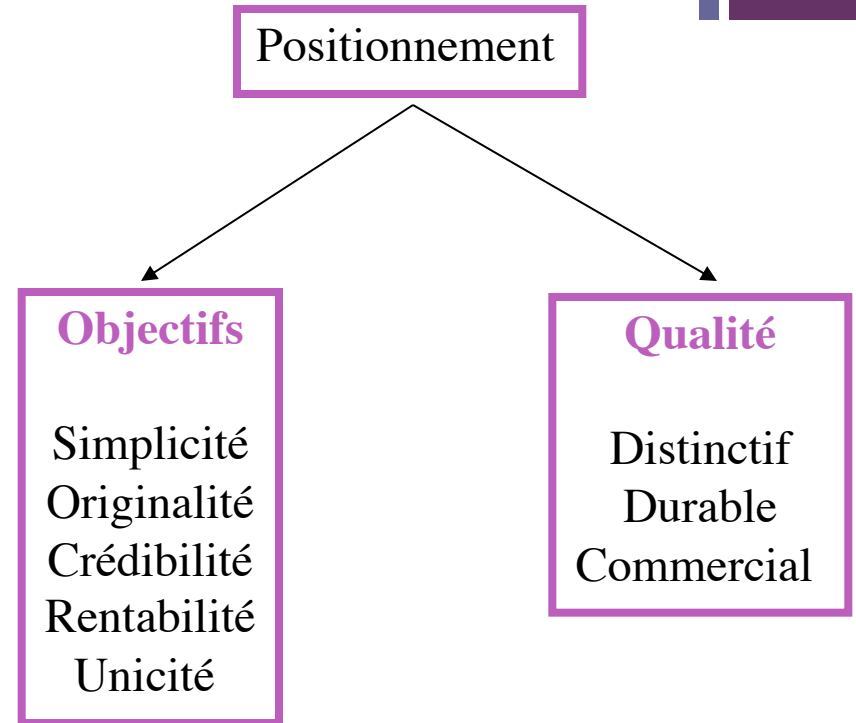 Positionnement
Objectifs
Simplicité
Originalité
Crédibilité
Rentabilité
Unicité
Qualité
Distinctif
Durable
Commercial